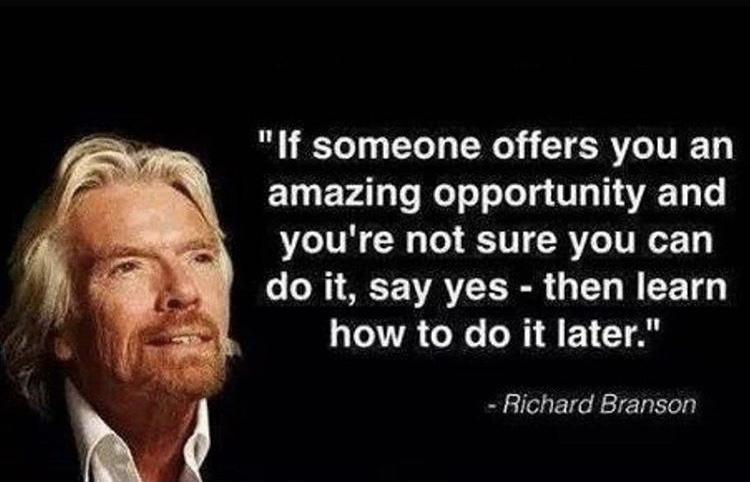 "If someone offers you an
amazing opportunity and
you're not sure you can
do it, say yes - then learn
how to do it later."
- Richard Branson